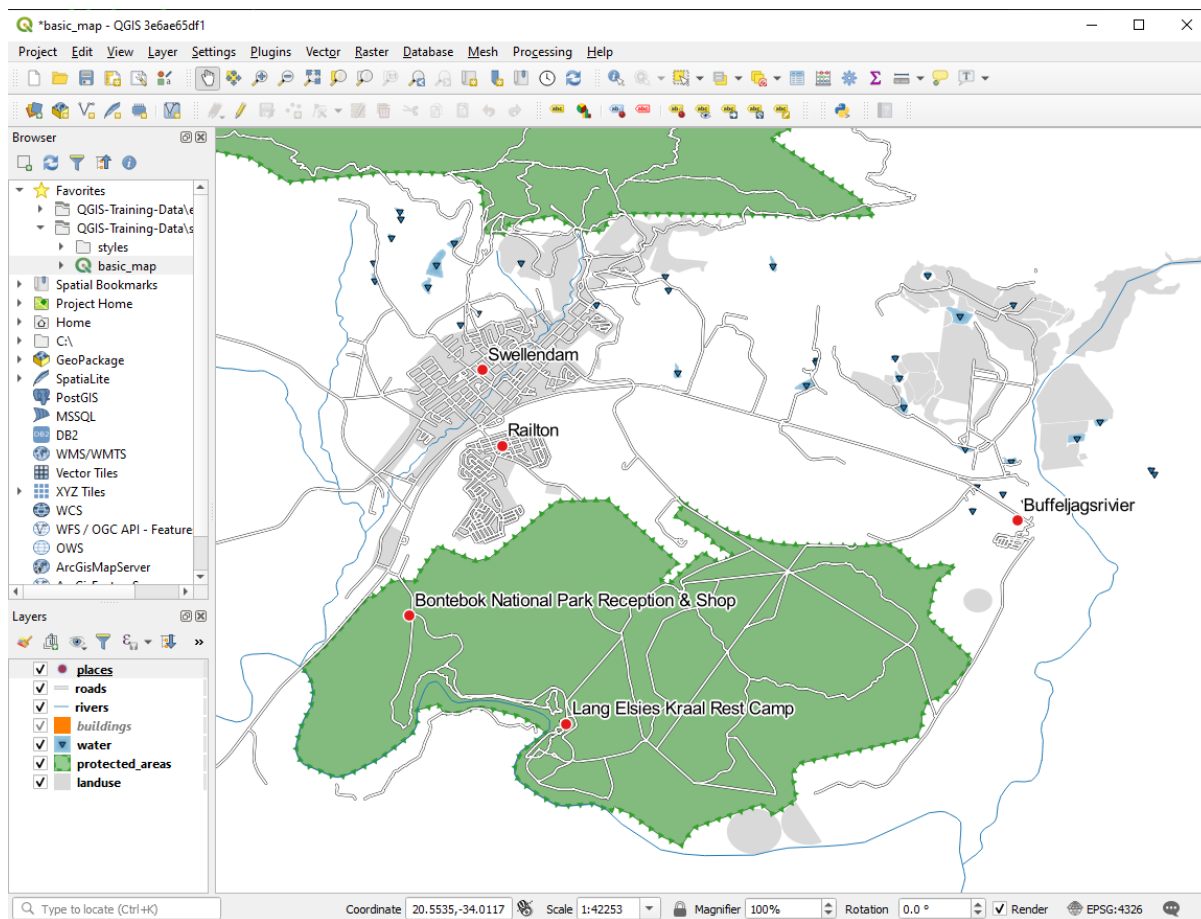 *basic_map - QGIS 3e6ae65df1
Project Edit View Layer Settings Plugins Vector Raster Database Mesh Processing Help
Browser
Favorites
QGIS-Training-Data\e
QGIS-Training-Data\s
styles
basic_map
Spatial Bookmarks
Project Home
Home
C:\
GeoPackage
SpatiaLite
PostGIS
MSSQL
DB2
WMS/WMTS
Vector Tiles
XYZ Tiles
WCS
WFS / OGC API - Feature
OWS
ArcGisMapServer
Layers
places
roads
rivers
buildings
water
protected_areas
landuse
Swellendam
Railton
Buffeljagsrivier
Bontebok National Park Reception & Shop
Lang Elsies Kraal Rest Camp
Type to locate (Ctrl+K) Coordinate 20.5535,-34.0117 Scale 1:42253 Magnifier 100% Rotation 0.0 ° Render EPSG:4326